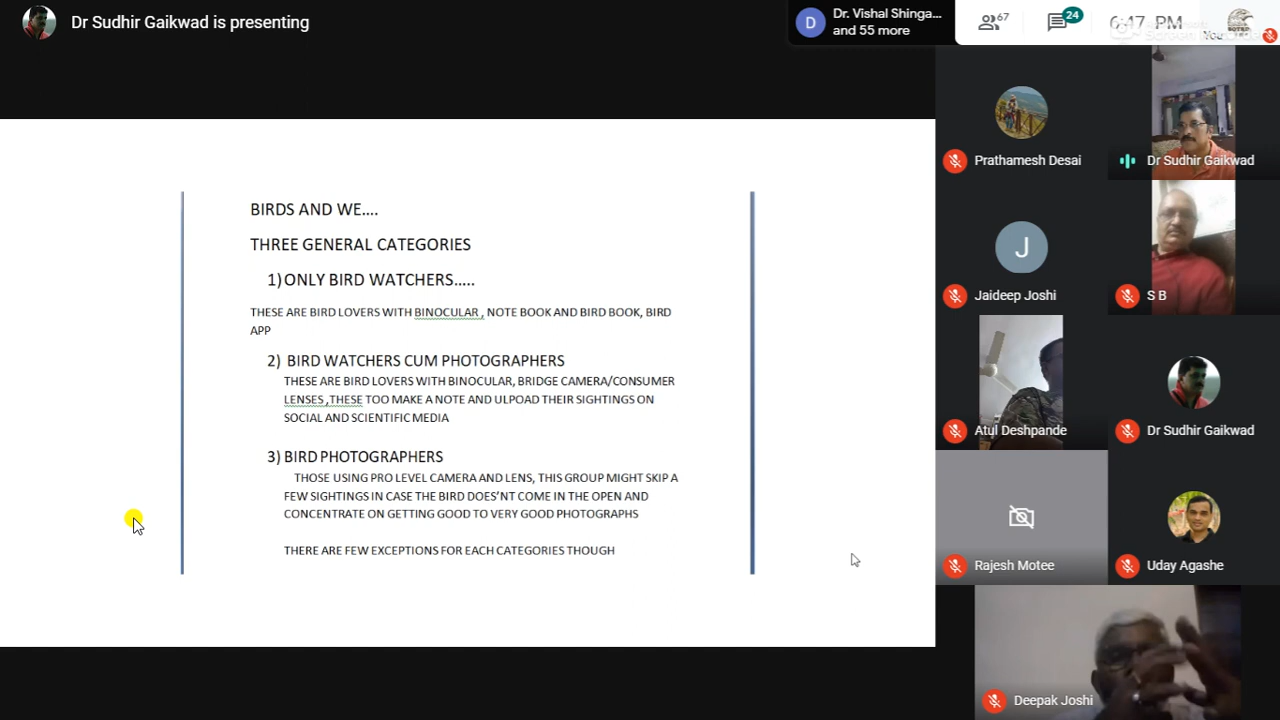 Dr Sudhir Gaikwad is presenting
D
Dr. Vishal Shinga...
and 55 more
67
24
6:47 PM
You
Prathamesh Desai
Dr Sudhir Gaikwad
J
Jaideep Joshi
S B
Atul Deshpande
Dr Sudhir Gaikwad
Rajesh Motee
Uday Agashe
Deepak Joshi
BIRDS AND WE....
THREE GENERAL CATEGORIES
1) ONLY BIRD WATCHERS.....
THESE ARE BIRD LOVERS WITH BINOCULAR , NOTE BOOK AND BIRD BOOK, BIRD
APP
2) BIRD WATCHERS CUM PHOTOGRAPHERS
THESE ARE BIRD LOVERS WITH BINOCULAR, BRIDGE CAMERA/CONSUMER
LENSES ,THESE TOO MAKE A NOTE AND ULPOAD THEIR SIGHTINGS ON
SOCIAL AND SCIENTIFIC MEDIA
3) BIRD PHOTOGRAPHERS
THOSE USING PRO LEVEL CAMERA AND LENS, THIS GROUP MIGHT SKIP A
FEW SIGHTINGS IN CASE THE BIRD DOES’NT COME IN THE OPEN AND
CONCENTRATE ON GETTING GOOD TO VERY GOOD PHOTOGRAPHS
THERE ARE FEW EXCEPTIONS FOR EACH CATEGORIES THOUGH